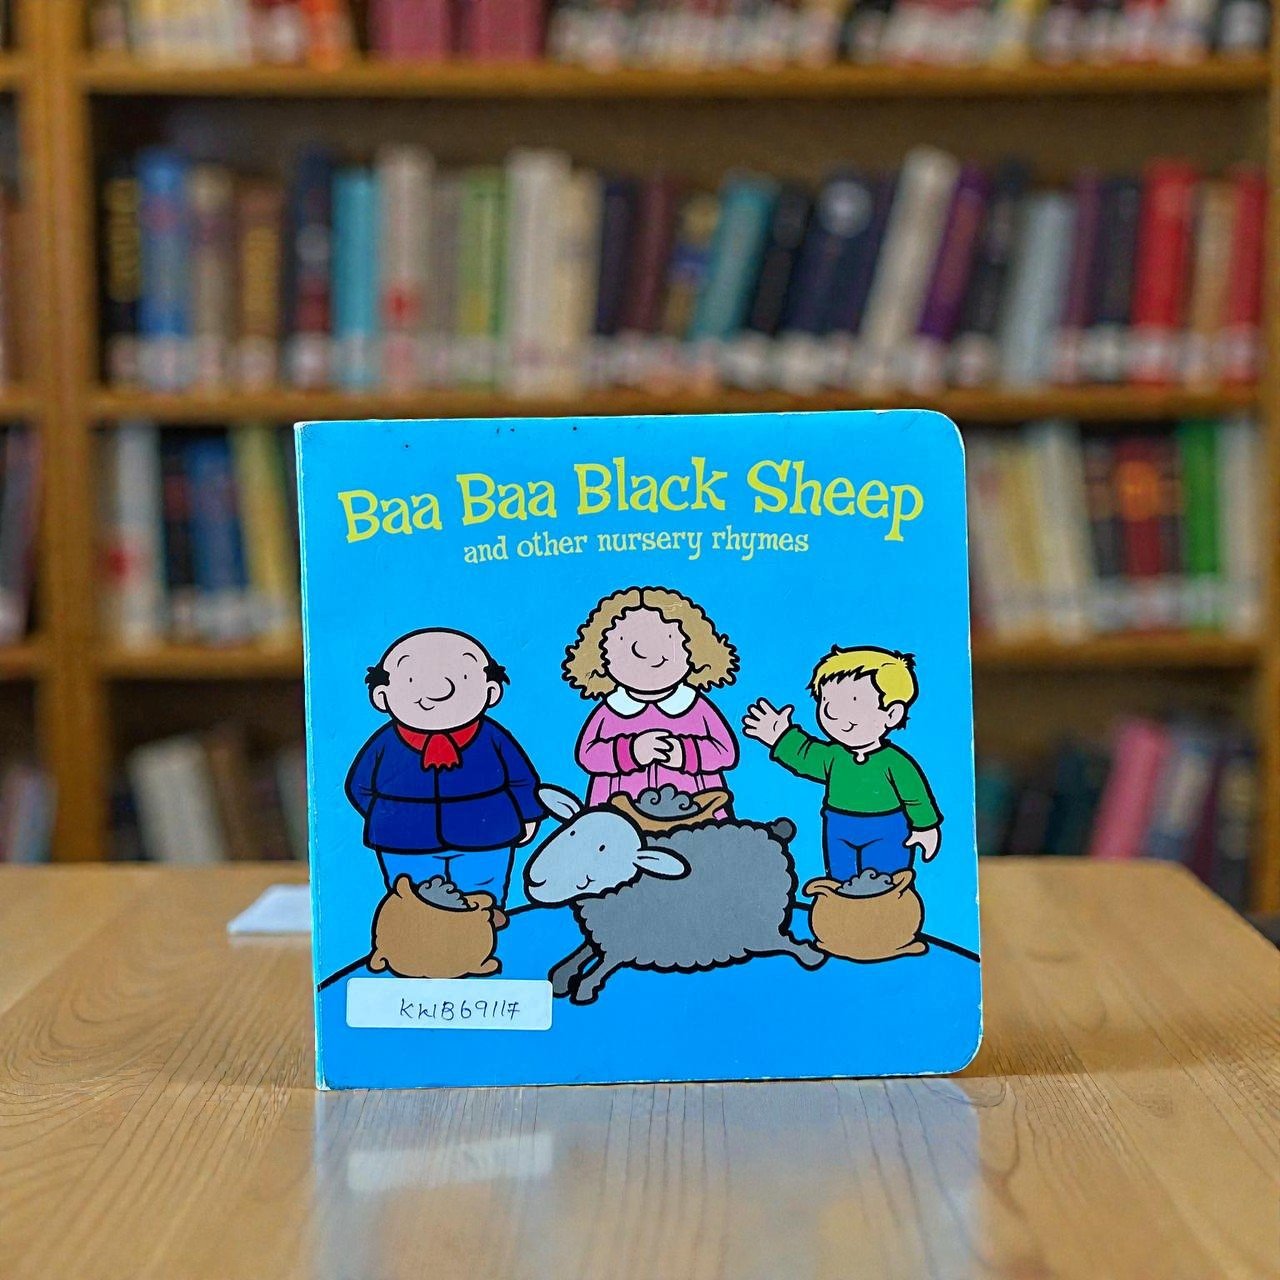 Baa Baa Black Sheep
and other nursery rhymes
KWB69117